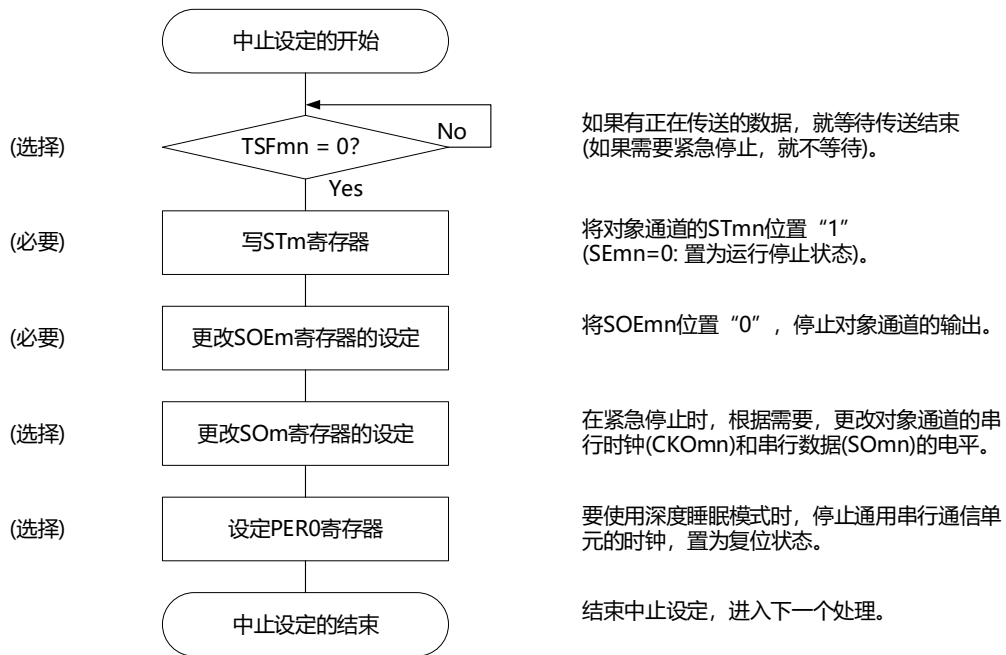 中止设定的开始
(选择)
TSFmn = 0?
No
Yes
如果有正在传送的数据，就等待传送结束
(如果需要紧急停止，就不等待)。
(必要)
写STm寄存器
将对象通道的STmn位置“1”
(SEmn=0: 置为运行停止状态)。
(必要)
更改SOEm寄存器的设定
将SOEmn位置“0”，停止对象通道的输出。
(选择)
更改SOm寄存器的设定
在紧急停止时，根据需要，更改对象通道的串
行时钟(CKOmn)和串行数据(SOmn)的电平。
(选择)
设定PER0寄存器
要使用深度睡眠模式时，停止通用串行通信单
元的时钟，置为复位状态。
中止设定的结束
结束中止设定，进入下一个处理。